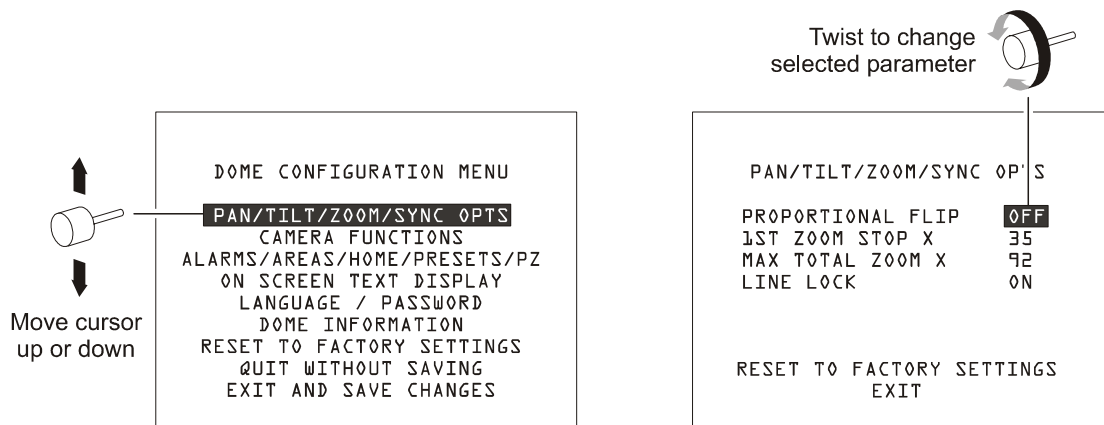 Twist to change
selected parameter
DOME CONFIGURATION MENU
PAN/TILT/ZOOM/SYNC OPTS
CAMERA FUNCTIONS
ALARMS/AREAS/HOME/PRESETS/PZ
ON SCREEN TEXT DISPLAY
LANGUAGE / PASSWORD
DOME INFORMATION
RESET TO FACTORY SETTINGS
QUIT WITHOUT SAVING
EXIT AND SAVE CHANGES
Move cursor
up or down
PAN/TILT/ZOOM/SYNC OPTS
PROPORTIONAL FLIP OFF
1ST ZOOM STOP X 35
MAX TOTAL ZOOM X 92
LINE LOCK ON
RESET TO FACTORY SETTINGS
EXIT